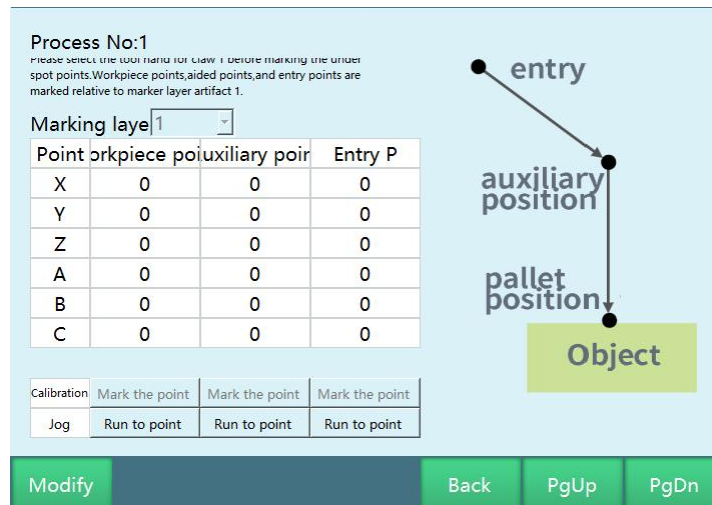 Process No:1
Please select the tool hand for claw 1 before marking the under
spot points.Workpiece points,aided points,and entry points are
marked relative to marker layer artifact 1.
Marking laye 1
Point orkpiece poi uxiliary poir Entry P
X 0 0 0
Y 0 0 0
Z 0 0 0
A 0 0 0
B 0 0 0
C 0 0 0
Calibration Mark the point Mark the point Mark the point
Jog Run to point Run to point Run to point
entry
auxiliary
position
pallet
position
Object
Modify Back PgUp PgDn